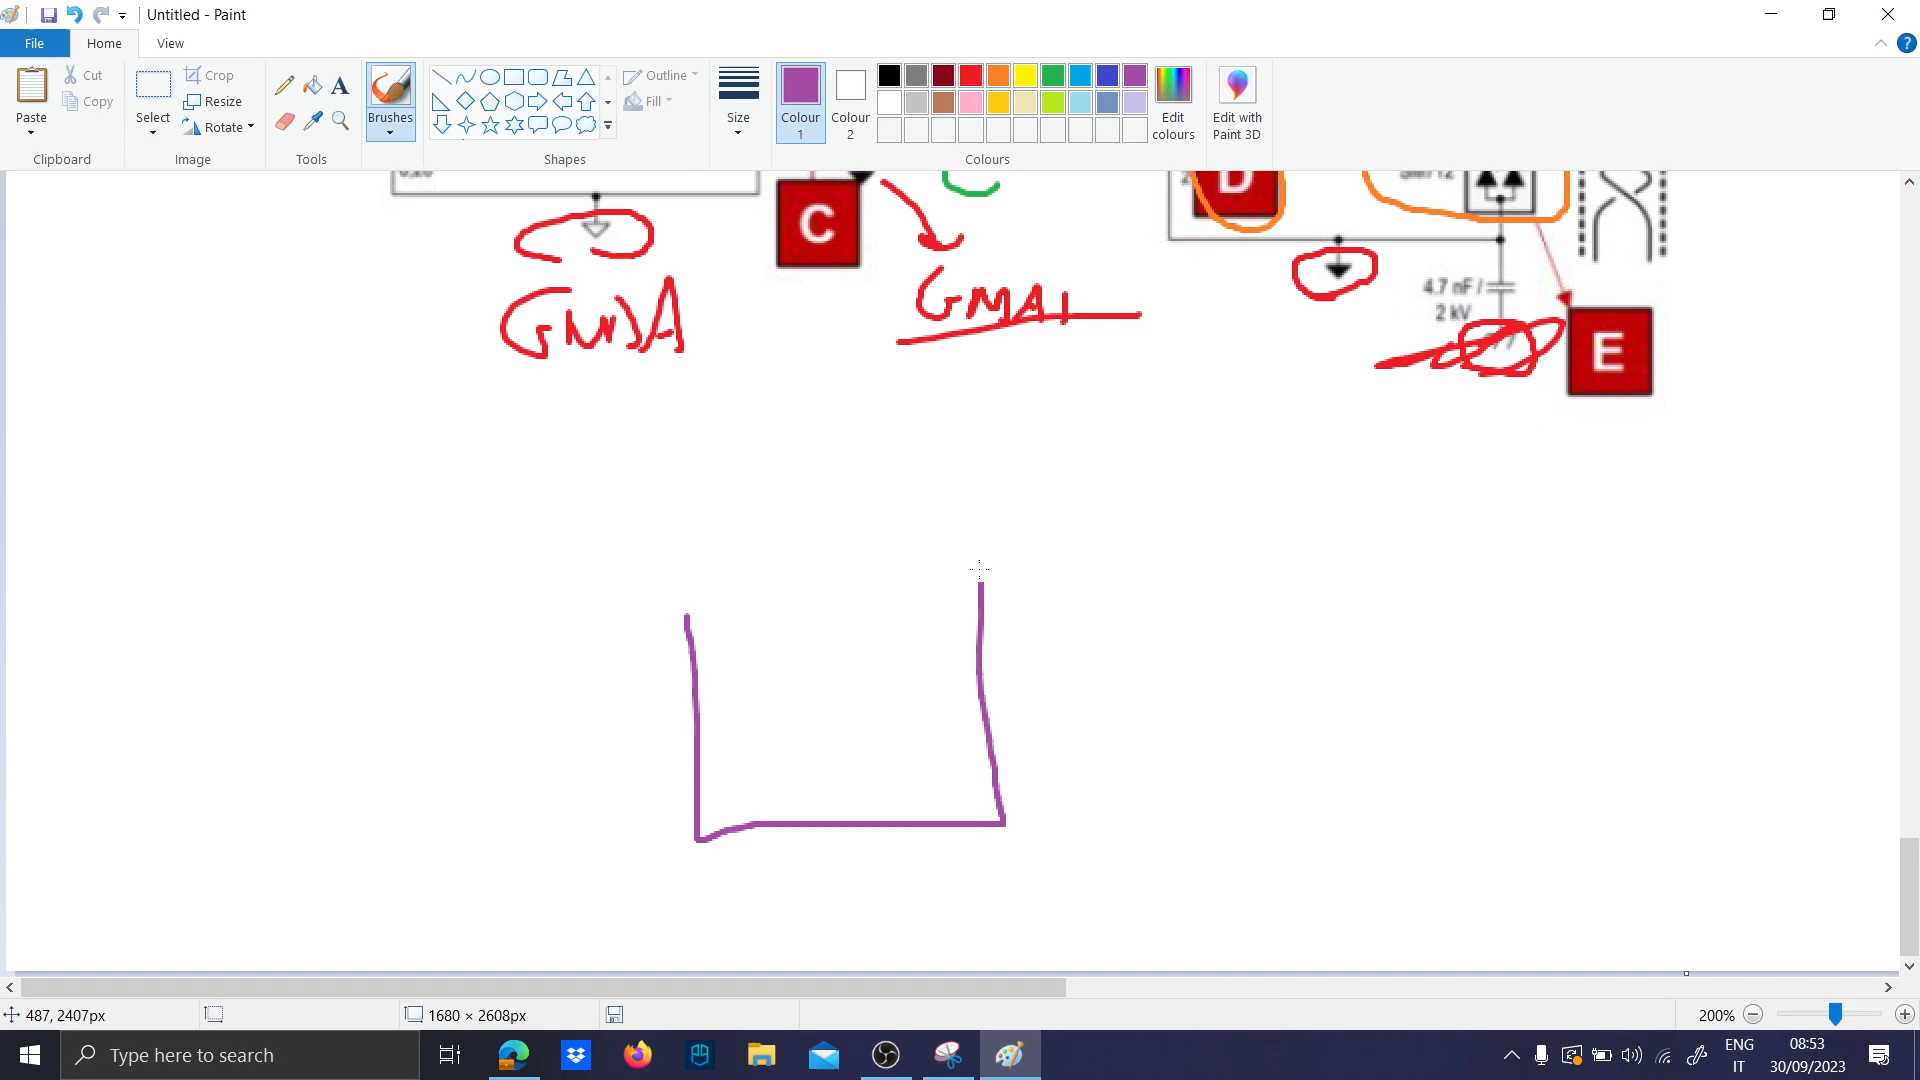 Untitled - Paint
File
Home
View
Paste
Cut
Copy
Clipboard
Select
Crop
Resize
Rotate
Image
Tools
Brushes
Outline
Fill
Shapes
Size
Colour 1
Colour 2
Edit colours
Colours
Edit with Paint 3D
C
D
4.7 nF /
2 kV
E
GNDA
487, 2407px
1680 × 2608px
200%
Type here to search
ENG
IT
08:53
30/09/2023